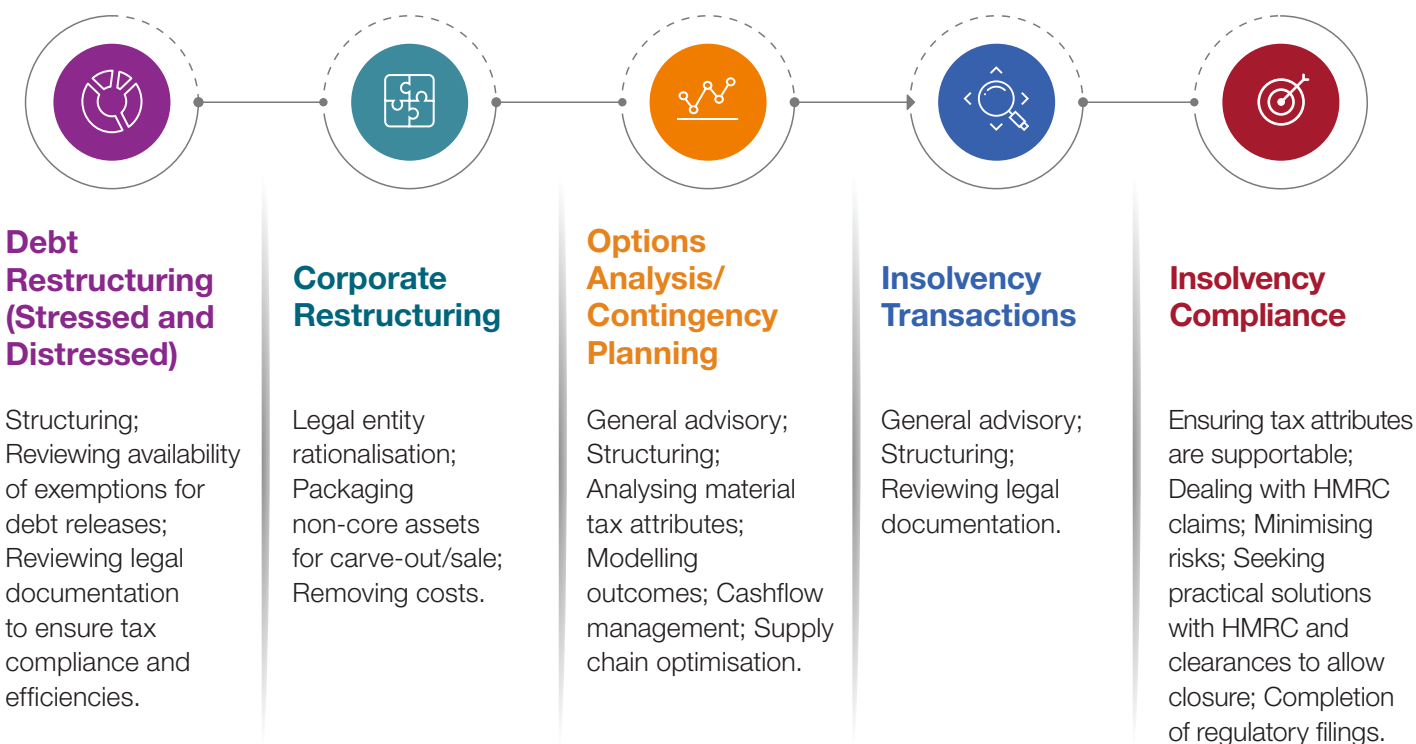 Debt
Restructuring
(Stressed and
Distressed)
Structuring;
Reviewing availability
of exemptions for
debt releases;
Reviewing legal
documentation
to ensure tax
compliance and
efficiencies.
Corporate
Restructuring
Legal entity
rationalisation;
Packaging
non-core assets
for carve-out/sale;
Removing costs.
Options
Analysis/
Contingency
Planning
General advisory;
Structuring;
Analysing material
tax attributes;
Modelling
outcomes; Cashflow
management; Supply
chain optimisation.
Insolvency
Transactions
General advisory;
Structuring;
Reviewing legal
documentation.
Insolvency
Compliance
Ensuring tax attributes
are supportable;
Dealing with HMRC
claims; Minimising
risks; Seeking
practical solutions
with HMRC and
clearances to allow
closure; Completion
of regulatory filings.